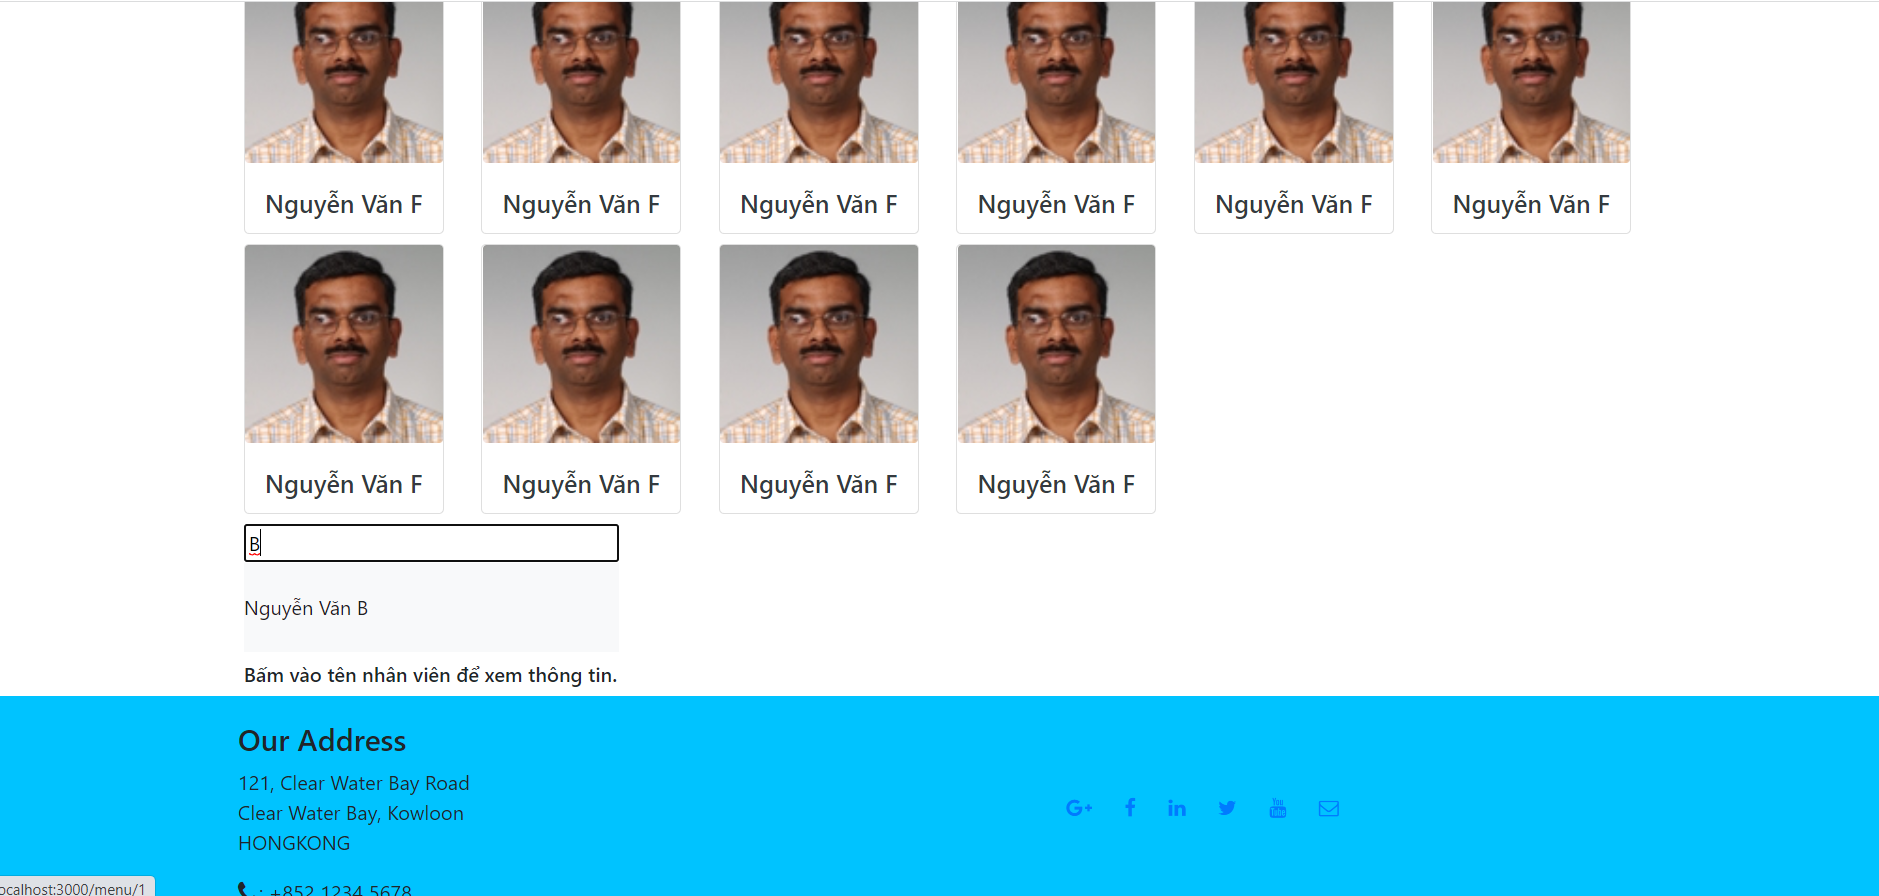 Nguyễn Văn F Nguyễn Văn F Nguyễn Văn F Nguyễn Văn F Nguyễn Văn F Nguyễn Văn F
Nguyễn Văn F Nguyễn Văn F Nguyễn Văn F Nguyễn Văn F
B
Nguyễn Văn B
Bấm vào tên nhân viên để xem thông tin.
Our Address
121, Clear Water Bay Road
Clear Water Bay, Kowloon
HONGKONG
: +852 1234 5678
ocalhost:3000/menu/1